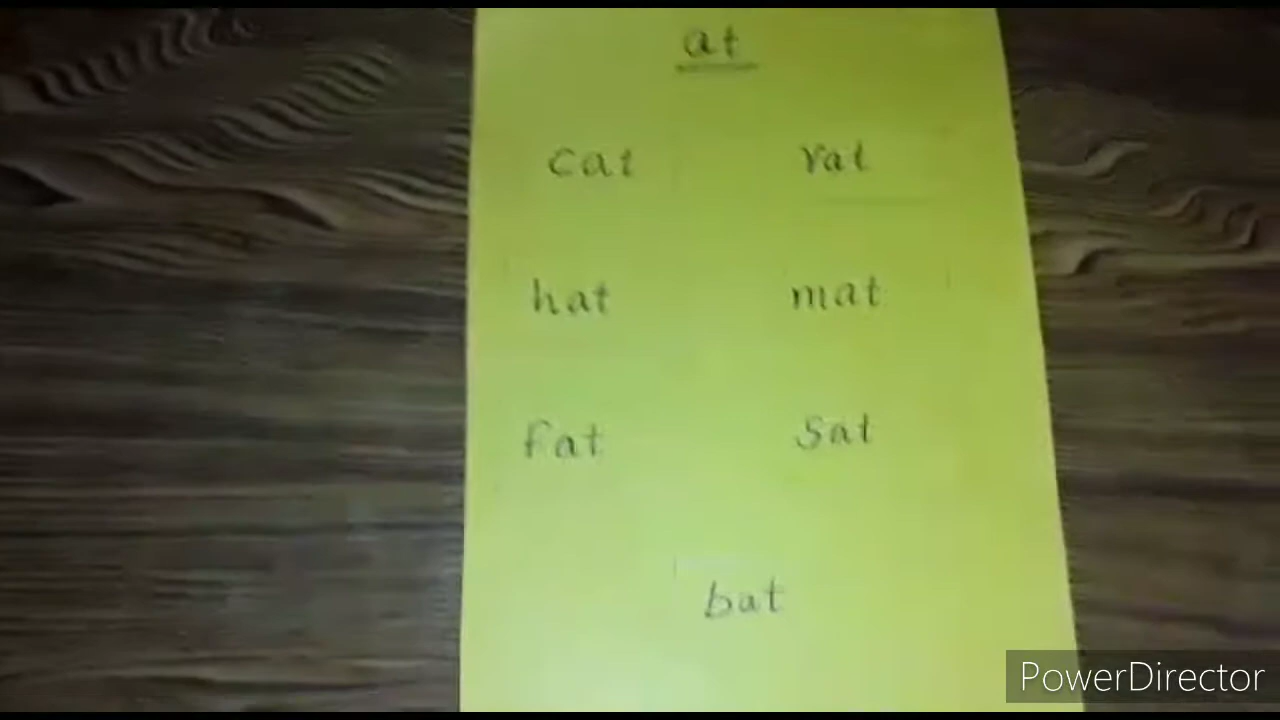 at
cat rat
hat mat
fat sat
bat
PowerDirector